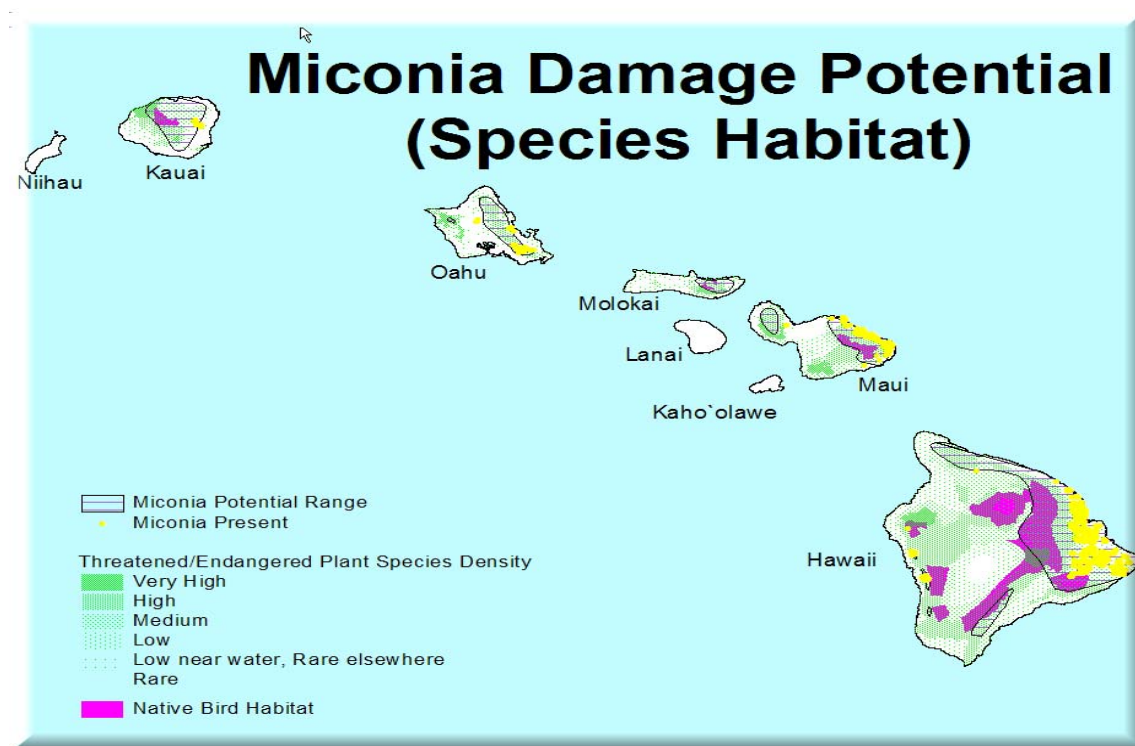 Miconia Damage Potential
(Species Habitat)
Niihau
Kauai
Oahu
Molokai
Lanai
Maui
Kaho`olawe
Hawaii
Miconia Potential Range
Miconia Present
Threatened/Endangered Plant Species Density
Very High
High
Medium
Low
Low near water, Rare elsewhere
Rare
Native Bird Habitat